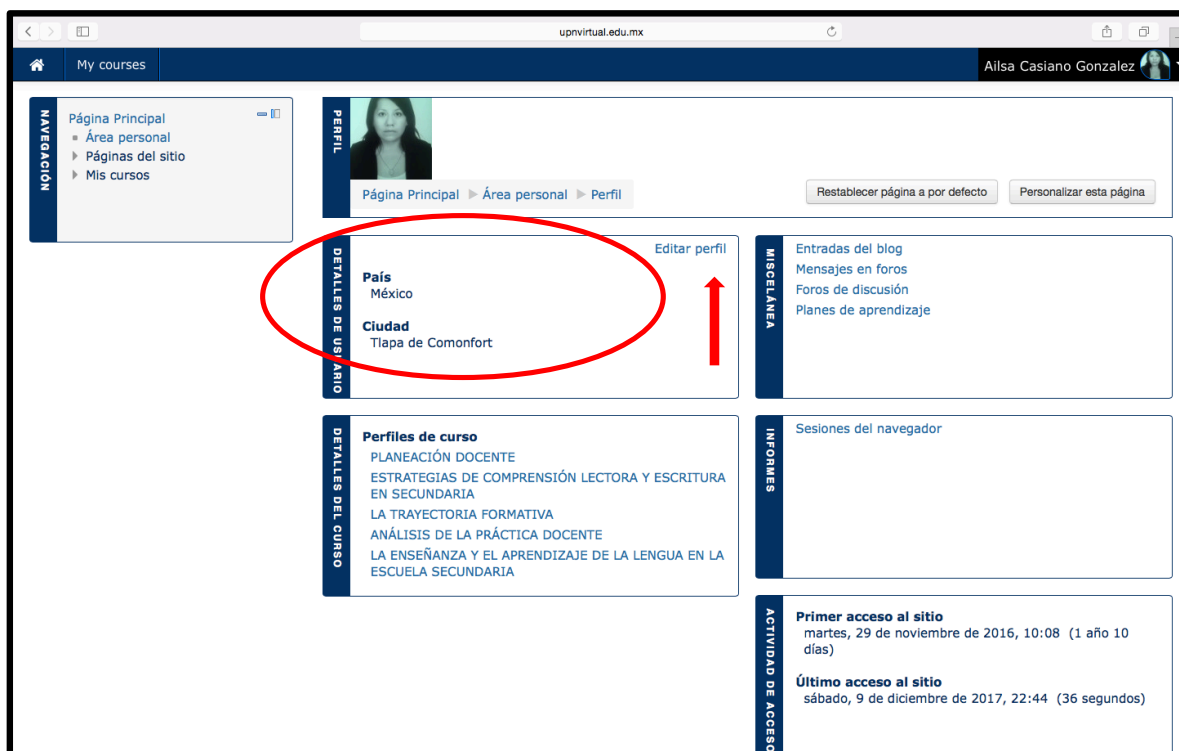 upnvirtual.edu.mx
My courses
Ailsa Casiano Gonzalez
NAVEGACIÓN
Página Principal
Área personal
Páginas del sitio
Mis cursos
PERFIL
Página Principal Área personal Perfil
Restablecer página a por defecto
Personalizar esta página
DETALLES DE USUARIO
Editar perfil
País
México
Ciudad
Tlapa de Comonfort
MISCELÁNEA
Entradas del blog
Mensajes en foros
Foros de discusión
Planes de aprendizaje
DETALLES DEL CURSO
Perfiles de curso
PLANEACIÓN DOCENTE
ESTRATEGIAS DE COMPRENSIÓN LECTORA Y ESCRITURA
EN SECUNDARIA
LA TRAYECTORIA FORMATIVA
ANÁLISIS DE LA PRÁCTICA DOCENTE
LA ENSEÑANZA Y EL APRENDIZAJE DE LA LENGUA EN LA
ESCUELA SECUNDARIA
INFORMES
Sesiones del navegador
ACTIVIDAD DE ACCESO
Primer acceso al sitio
martes, 29 de noviembre de 2016, 10:08 (1 año 10
días)
Último acceso al sitio
sábado, 9 de diciembre de 2017, 22:44 (36 segundos)